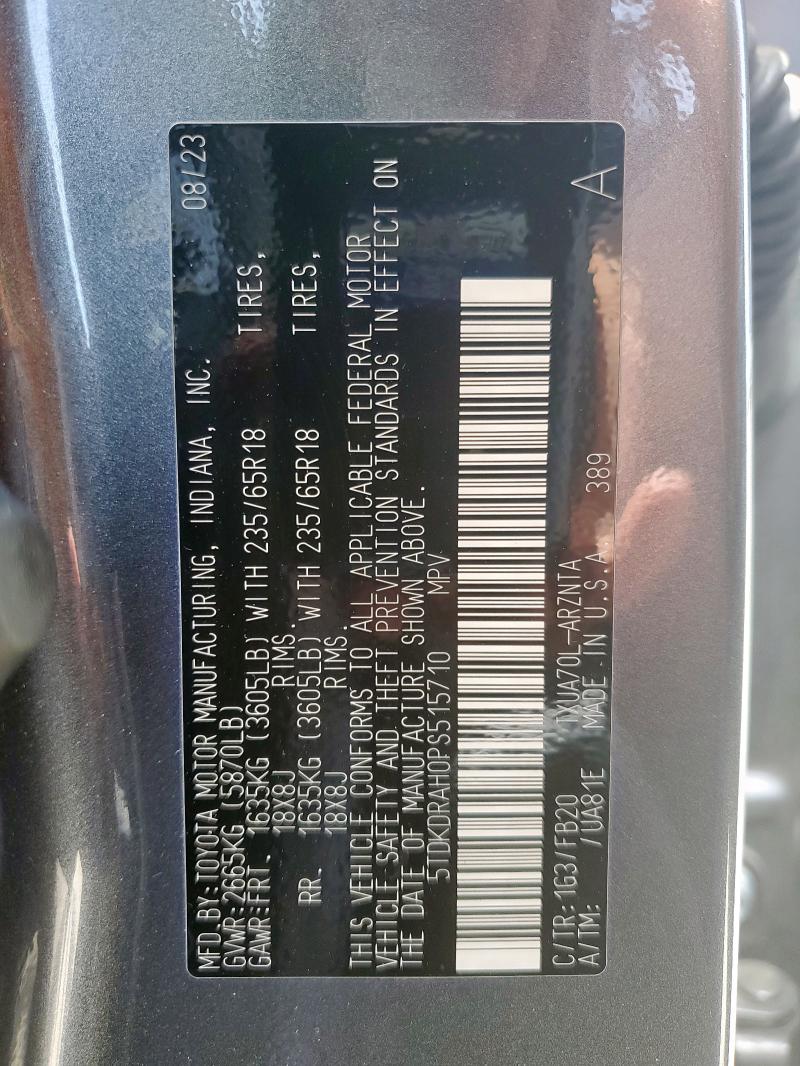 MFD.BY:TOYOTA MOTOR MANUFACTURING, INDIANA, INC. 08/23
GVWR:2665KG (5870LB)
GAWR:FRT. 1635KG (3605LB) WITH 235/65R18 TIRES,
18X8J RIMS.
RR. 1635KG (3605LB) WITH 235/65R18 TIRES,
18X8J RIMS.
THIS VEHICLE CONFORMS TO ALL APPLICABLE FEDERAL MOTOR
VEHICLE SAFETY AND THEFT PREVENTION STANDARDS IN EFFECT ON
THE DATE OF MANUFACTURE SHOWN ABOVE.
5TDKDRAH0PS515710 MPV
C/TR:1G3/FB20 TXUA70L-ARZNTA
A/TM: /UA81E MADE IN U.S.A. 389 A